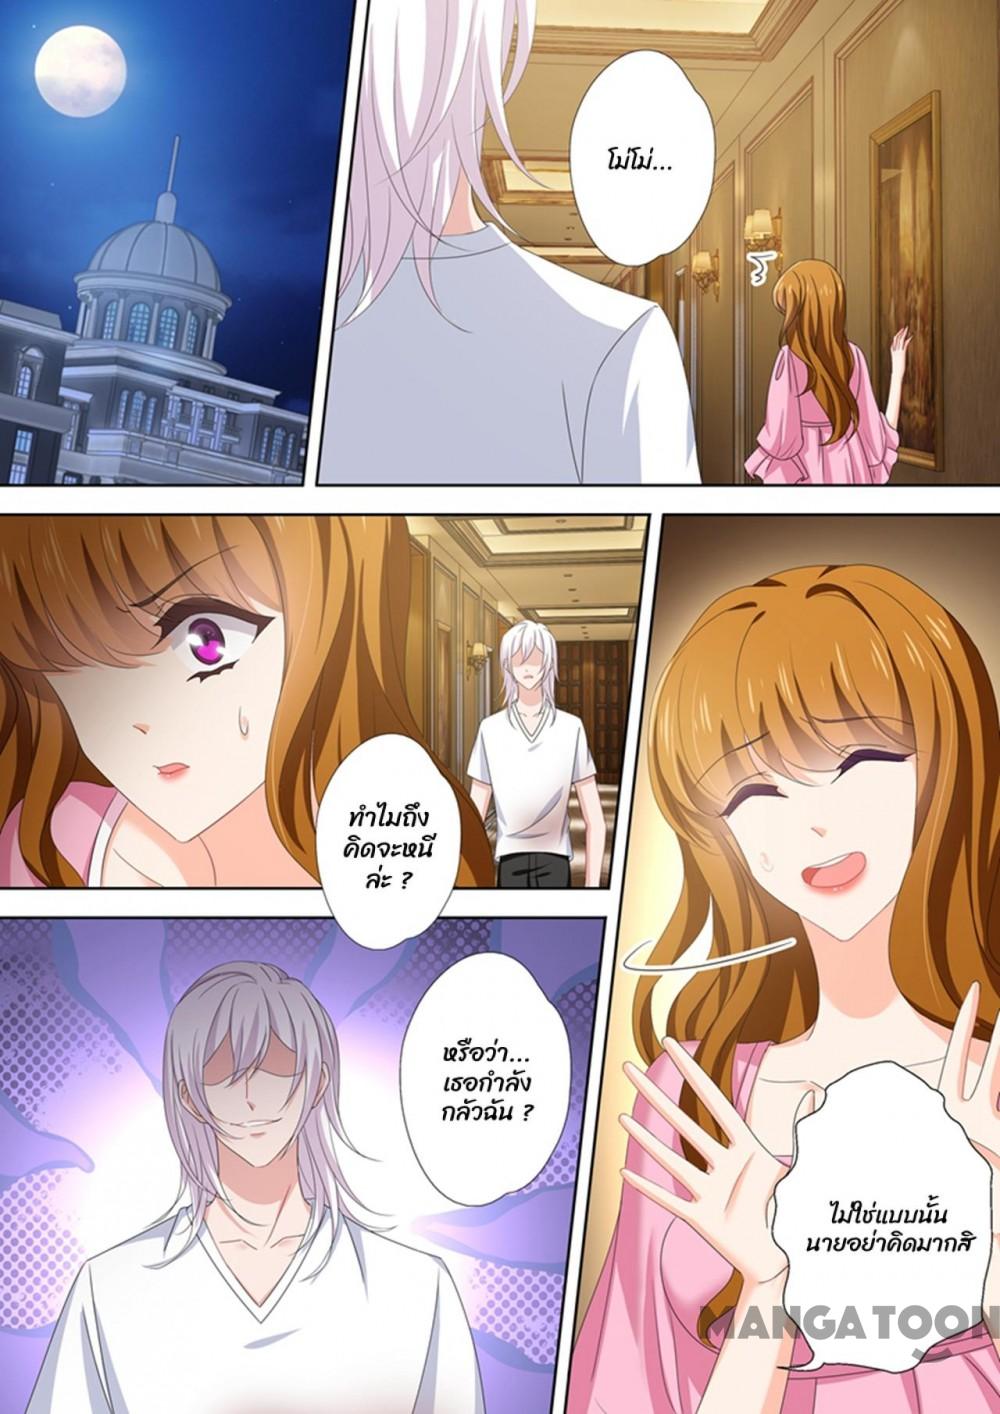 โม่โม่...
ทำไมถึง
คิดจะหนี
ล่ะ ?
หรือว่า...
เธอกำลัง
กลัวฉัน ?
ไม่ใช่แบบนั้น
นายอย่าคิดมากสิ
MANGATOON